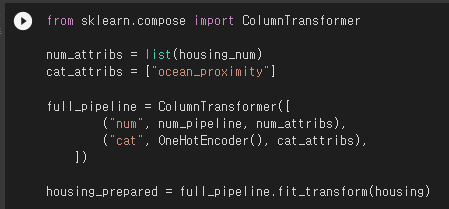 from sklearn.compose import ColumnTransformer
num_attribs = list(housing_num)
cat_attribs = ["ocean_proximity"]
full_pipeline = ColumnTransformer([
("num", num_pipeline, num_attribs),
("cat", OneHotEncoder(), cat_attribs),
])
housing_prepared = full_pipeline.fit_transform(housing)